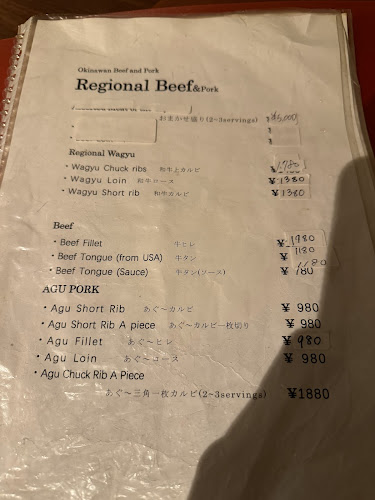 Okinawan Beef and Pork
Regional Beef&Pork
おまかせ盛り(2~3servings) ¥5,000
Regional Wagyu
・Wagyu Chuck ribs 和牛上カルビ ¥1780
・Wagyu Loin 和牛ロース ¥1380
・Wagyu Short rib 和牛カルビ ¥1380
Beef
・Beef Fillet 牛ヒレ ¥1980
・Beef Tongue (from USA) 牛タン ¥1180
・Beef Tongue (Sauce) 牛タン(ソース) ¥1180
AGU PORK
・Agu Short Rib あぐ～カルビ ¥ 980
・Agu Short Rib A piece あぐ～カルビ一枚切り ¥ 980
・Agu Fillet あぐ～ヒレ ¥ 980
・Agu Loin あぐ～ロース ¥ 980
・Agu Chuck Rib A Piece
あぐ～三角一枚カルビ(2~3servings) ¥1880